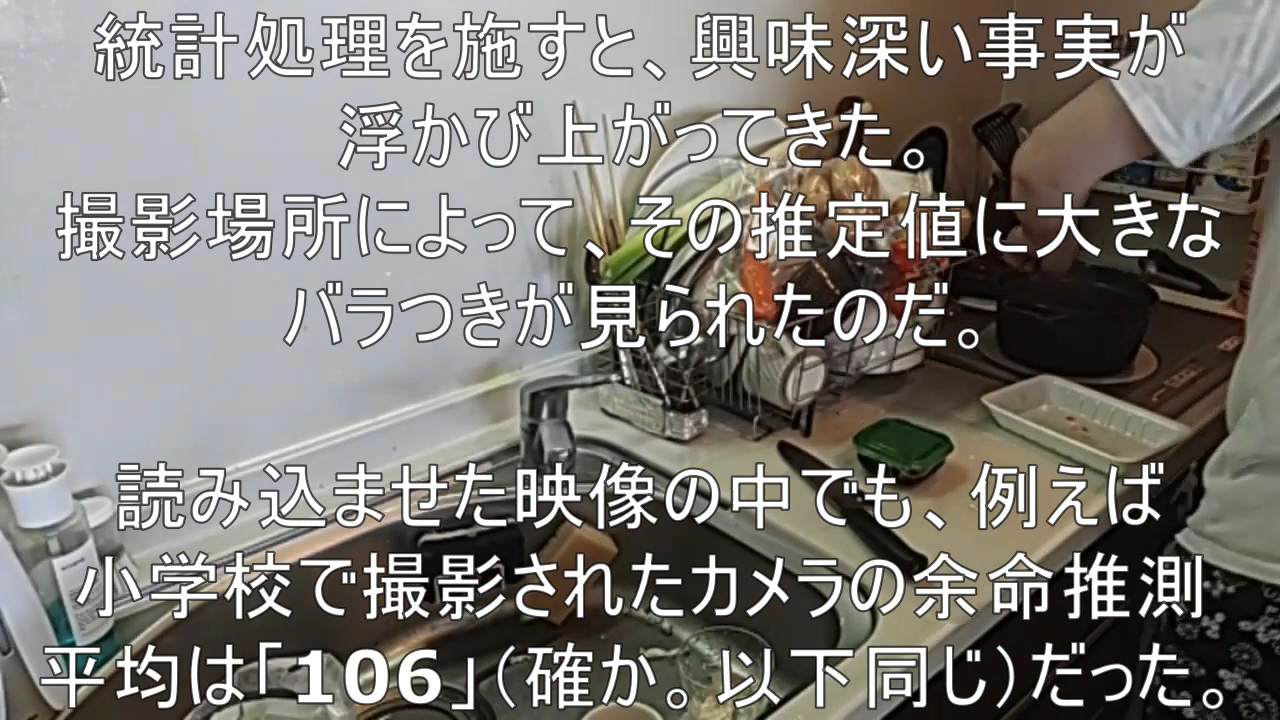 統計処理を施すと、興味深い事実が
浮かび上がってきた。
撮影場所によって、その推定値に大きな
バラつきが見られたのだ。
読み込ませた映像の中でも、例えば
小学校で撮影されたカメラの余命推測
平均は「106」(確か。以下同じ)だった。